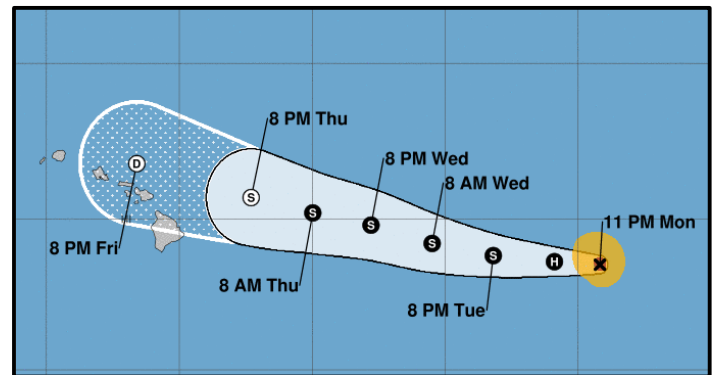 8 PM Thu
8 PM Wed
8 AM Wed
11 PM Mon
D
S
S
S
S
S
H
8 PM Fri
8 AM Thu
8 PM Tue